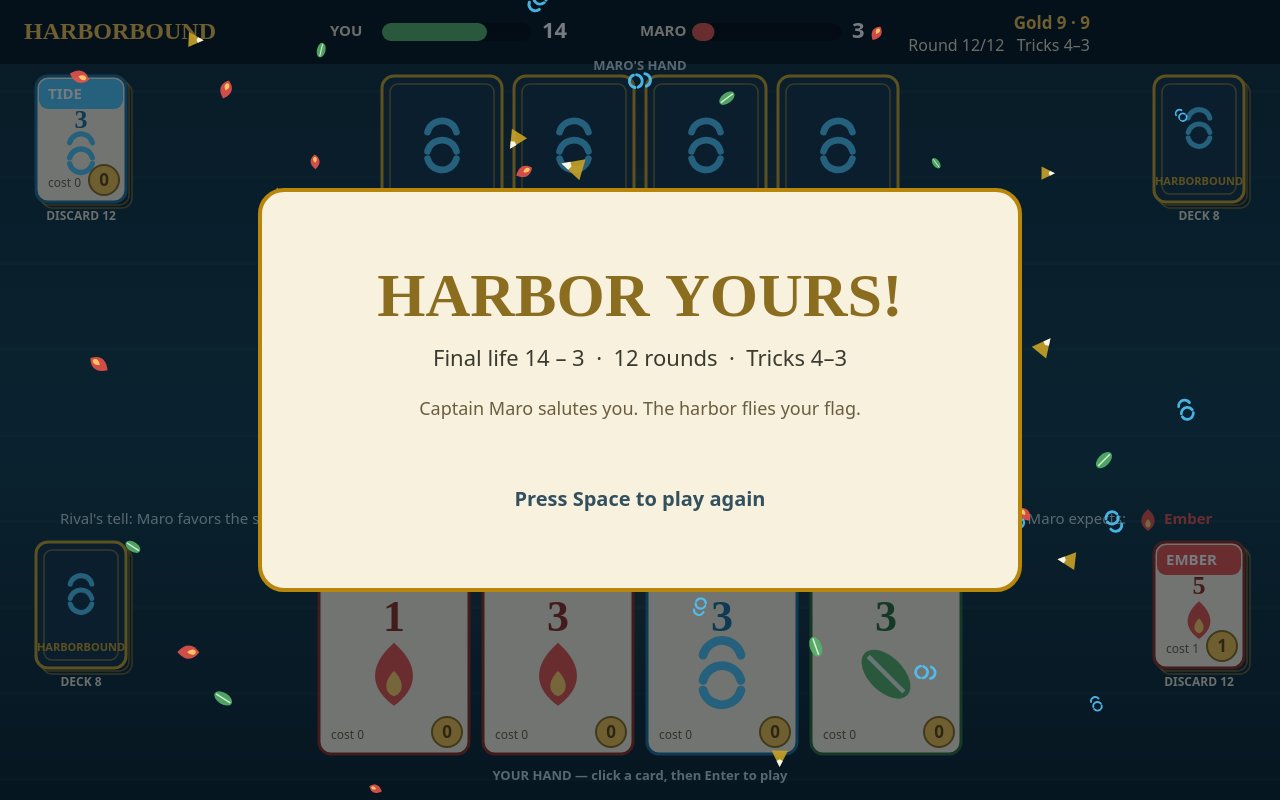 HARBORBOUND
YOU 14
MARO 3
Gold 9 · 9
Round 12/12 Tricks 4–3
MARO'S HAND
TIDE
3
cost 0 0
DISCARD 12
HARBORBOUND
DECK 8
HARBOR YOURS!
Final life 14 – 3 · 12 rounds · Tricks 4–3
Captain Maro salutes you. The harbor flies your flag.
Press Space to play again
Rival's tell: Maro favors the
Maro expects: Ember
HARBORBOUND
DECK 8
1
cost 0 0
3
cost 0 0
3
cost 0 0
3
cost 0 0
EMBER
5
cost 1 1
DISCARD 12
YOUR HAND — click a card, then Enter to play